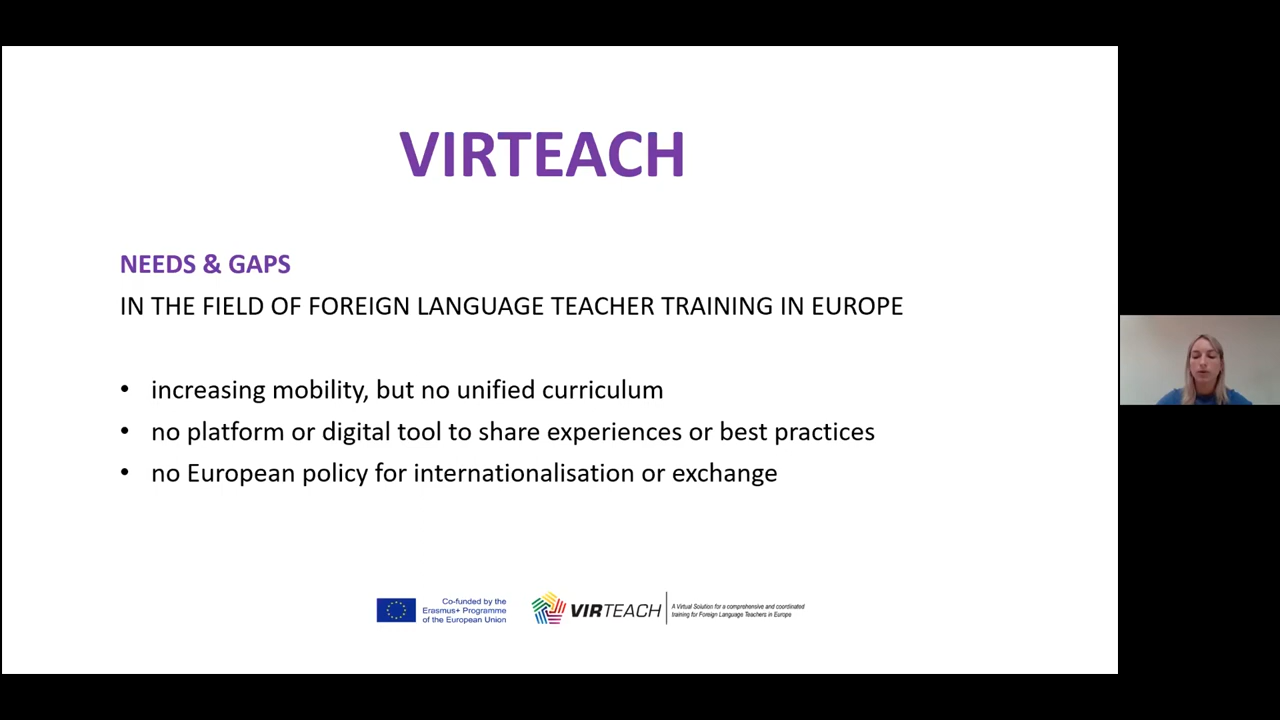 VIRTEACH
NEEDS & GAPS
IN THE FIELD OF FOREIGN LANGUAGE TEACHER TRAINING IN EUROPE
• increasing mobility, but no unified curriculum
• no platform or digital tool to share experiences or best practices
• no European policy for internationalisation or exchange
Co-funded by the
Erasmus+ Programme
of the European Union
VIRTEACH
A Virtual Solution for a comprehensive and coordinated
training for Foreign Language Teachers in Europe